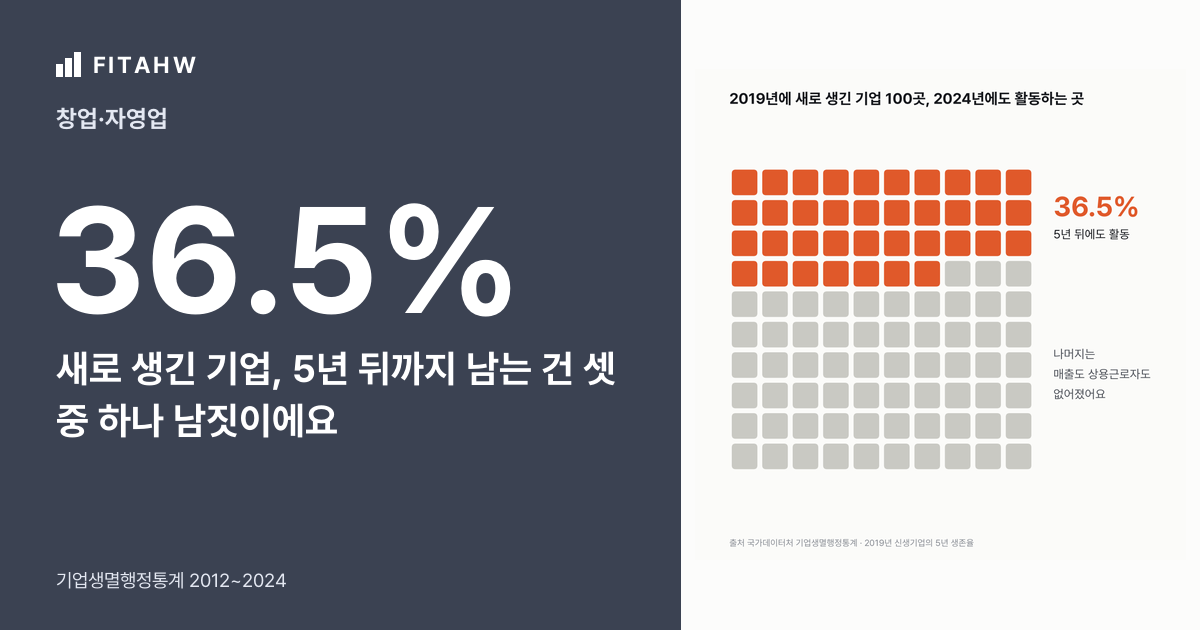 FITAHW
창업·자영업
36.5%
새로 생긴 기업, 5년 뒤까지 남는 건 셋
중 하나 남짓이에요
기업생멸행정통계 2012~2024
2019년에 새로 생긴 기업 100곳, 2024년에도 활동하는 곳
36.5%
5년 뒤에도 활동
나머지는
매출도 상용근로자도
없어졌어요
출처 국가데이터처 기업생멸행정통계 · 2019년 신생기업의 5년 생존율